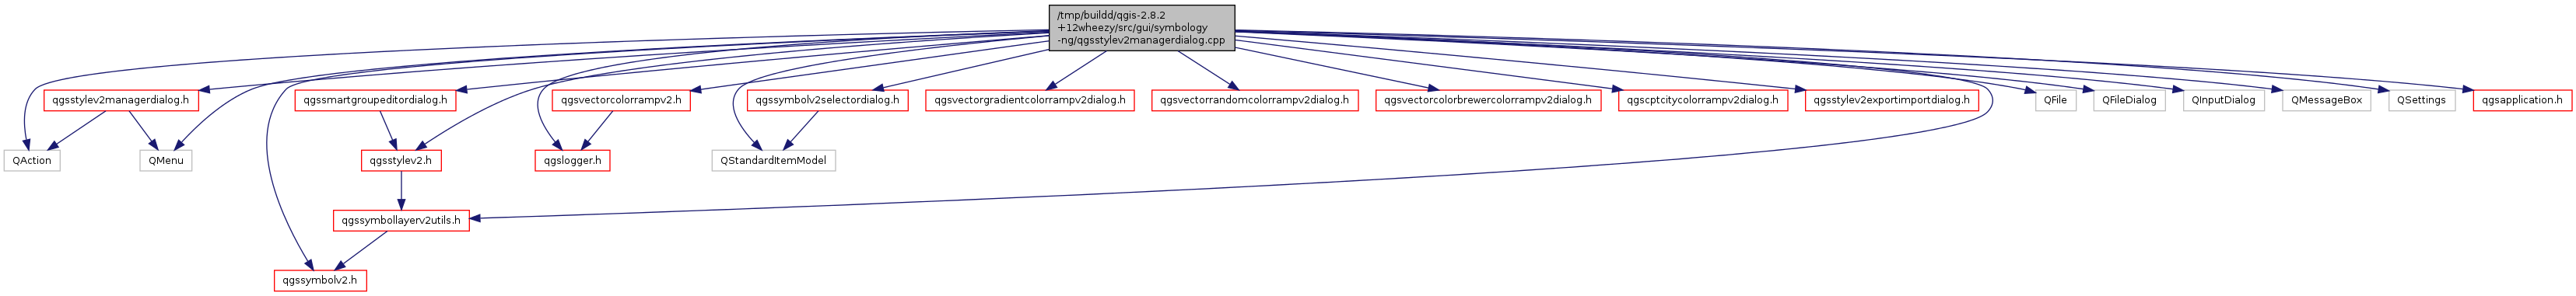 /tmp/buildd/qgis-2.8.2
+12wheezy/src/gui/symbology
-ng/qgsstylev2managerdialog.cpp
qgsstylev2managerdialog.h
qgssmartgroupeditordialog.h
qgsvectorcolorrampv2.h
qgssymbolv2selectordialog.h
qgsvectorgradientcolorrampv2dialog.h
qgsvectorrandomcolorrampv2dialog.h
qgsvectorcolorbrewercolorrampv2dialog.h
qgscptcitycolorrampv2dialog.h
qgsstylev2exportimportdialog.h
QFile
QFileDialog
QInputDialog
QMessageBox
QSettings
qgsapplication.h
QAction
QMenu
qgsstylev2.h
qgslogger.h
QStandardItemModel
qgssymbollayerv2utils.h
qgssymbolv2.h